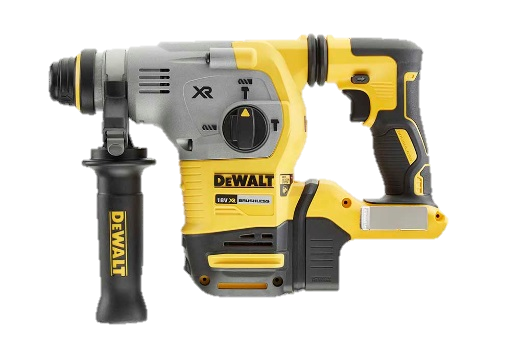 XR
DEWALT
18V XR BRUSHLESS
DEWALT